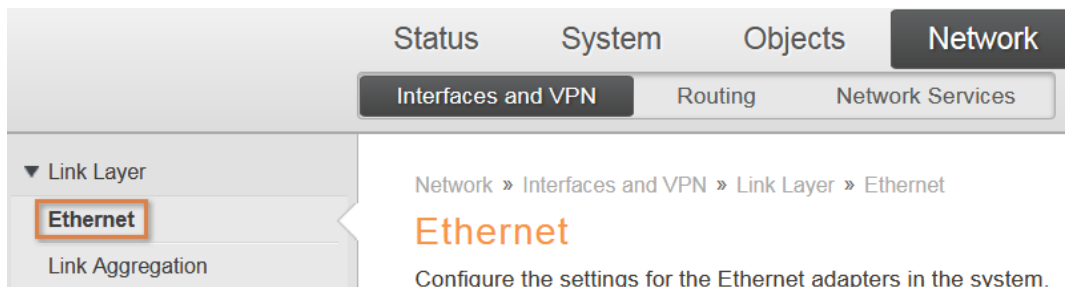 Status System Objects Network
Interfaces and VPN Routing Network Services
Link Layer
Ethernet
Link Aggregation
Network » Interfaces and VPN » Link Layer » Ethernet
Ethernet
Configure the settings for the Ethernet adapters in the system.